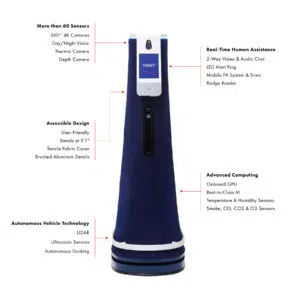 More than 60 Sensors
360° 4K Cameras
Day/Night Vision
Thermal Camera
Depth Camera
Real-Time Human Assistance
2-Way Video & Audio Chat
LED Alert Ring
Mobile PA System & Siren
Badge Reader
Accessible Design
User-Friendly
Stands at 5'1"
Textile Fabric Cover
Brushed Aluminum Details
Advanced Computing
Onboard GPU
Best-in-Class AI
Temperature & Humidity Sensors
Smoke, CO, CO2 & O3 Sensors
Autonomous Vehicle Technology
LIDAR
Ultrasonic Sensors
Autonomous Docking